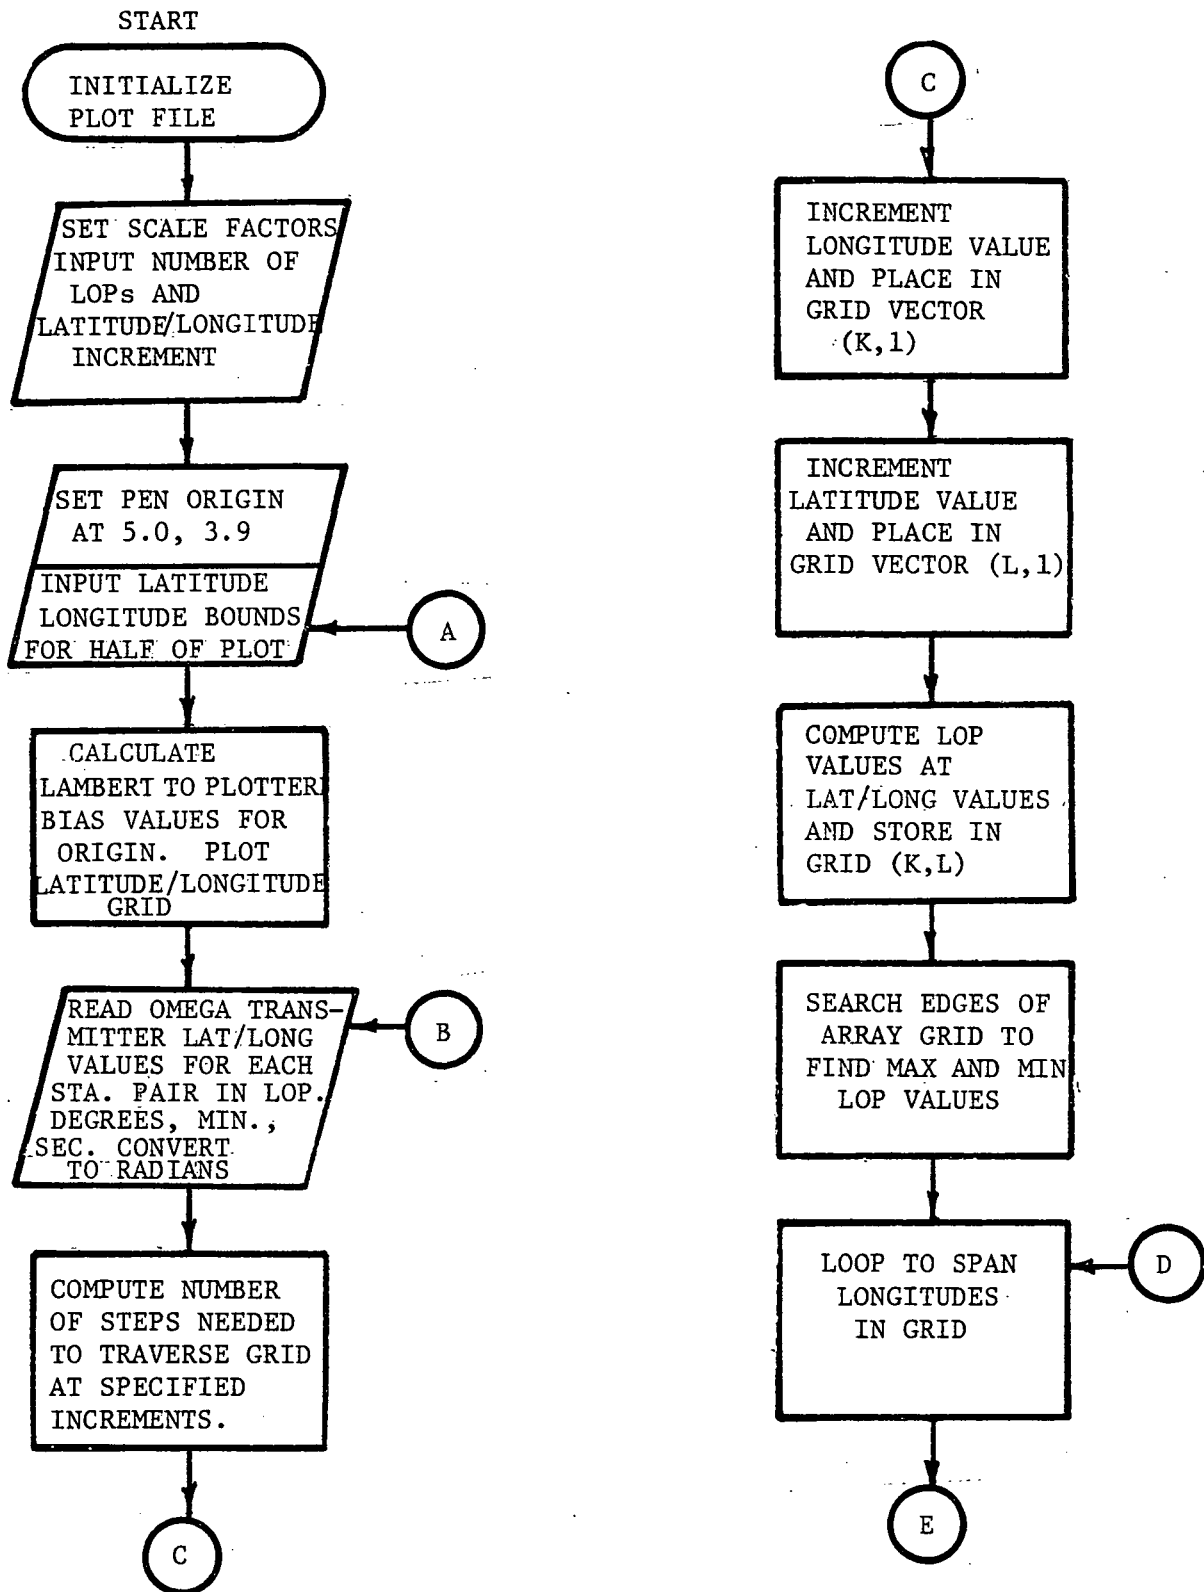 START
INITIALIZE
PLOT FILE
SET SCALE FACTORS
INPUT NUMBER OF
LOPs AND
LATITUDE/LONGITUDE
INCREMENT
SET PEN ORIGIN
AT 5.0, 3.9
INPUT LATITUDE
LONGITUDE BOUNDS
FOR HALF OF PLOT
A
CALCULATE
LAMBERT TO PLOTTER
BIAS VALUES FOR
ORIGIN. PLOT
LATITUDE/LONGITUDE
GRID
READ OMEGA TRANS-
MITTER LAT/LONG
VALUES FOR EACH
STA. PAIR IN LOP.
DEGREES, MIN.,
SEC. CONVERT
TO RADIANS
B
COMPUTE NUMBER
OF STEPS NEEDED
TO TRAVERSE GRID
AT SPECIFIED
INCREMENTS.
C
C
INCREMENT
LONGITUDE VALUE
AND PLACE IN
GRID VECTOR
(K,1)
INCREMENT
LATITUDE VALUE
AND PLACE IN
GRID VECTOR (L,1)
COMPUTE LOP
VALUES AT
LAT/LONG VALUES
AND STORE IN
GRID (K,L)
SEARCH EDGES OF
ARRAY GRID TO
FIND MAX AND MIN
LOP VALUES
LOOP TO SPAN
LONGITUDES
IN GRID
D
E